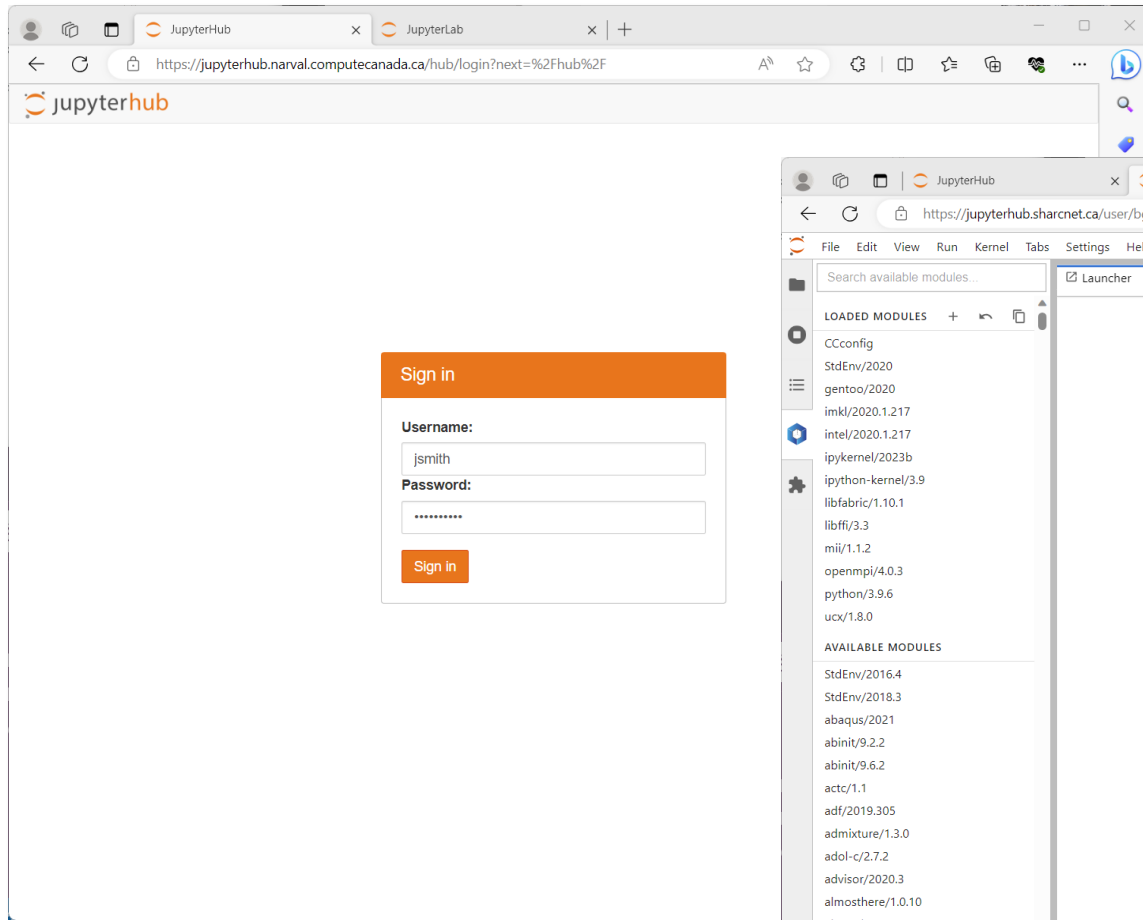 JupyterHub
JupyterLab
https://jupyterhub.narval.computecanada.ca/hub/login?next=%2Fhub%2F
jupyterhub
Sign in
Username:
jsmith
Password:
••••••••••
Sign in
JupyterHub
https://jupyterhub.sharcnet.ca/user/
File Edit View Run Kernel Tabs Settings
Search available modules...
Launcher
LOADED MODULES
CCconfig
StdEnv/2020
gentoo/2020
imkl/2020.1.217
intel/2020.1.217
ipykernel/2023b
ipython-kernel/3.9
libfabric/1.10.1
libffi/3.3
mii/1.1.2
openmpi/4.0.3
python/3.9.6
ucx/1.8.0
AVAILABLE MODULES
StdEnv/2016.4
StdEnv/2018.3
abaqus/2021
abinit/9.2.2
abinit/9.6.2
actc/1.1
adf/2019.305
admixture/1.3.0
adol-c/2.7.2
advisor/2020.3
almosthere/1.0.10